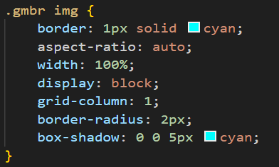 .gmbr img {
border: 1px solid cyan;
aspect-ratio: auto;
width: 100%;
display: block;
grid-column: 1;
border-radius: 2px;
box-shadow: 0 0 5px cyan;
}